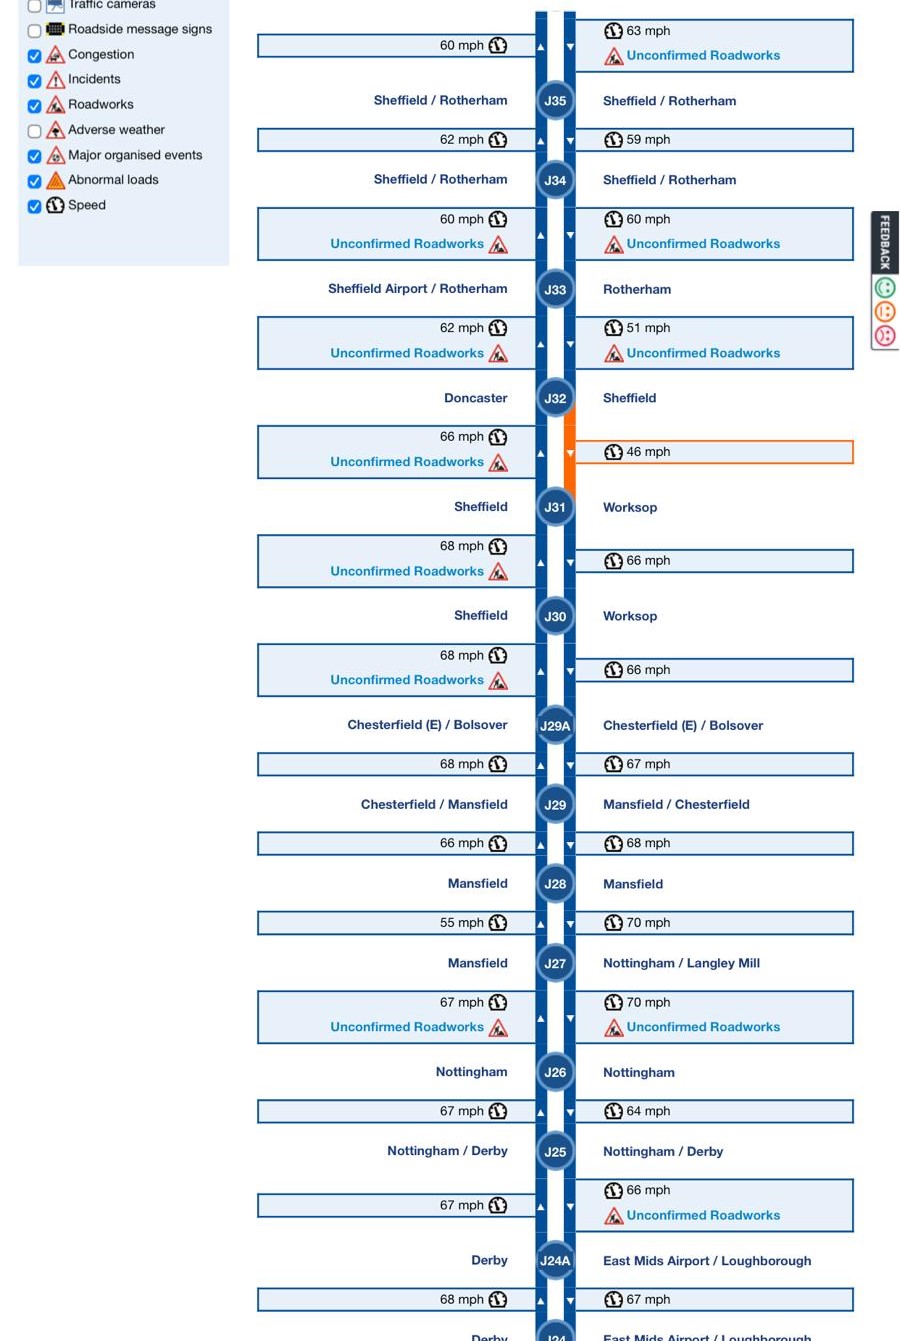 Traffic cameras
Roadside message signs
Congestion
Incidents
Roadworks
Adverse weather
Major organised events
Abnormal loads
Speed
60 mph
63 mph
Unconfirmed Roadworks
Sheffield / Rotherham J35 Sheffield / Rotherham
62 mph 59 mph
Sheffield / Rotherham J34 Sheffield / Rotherham
60 mph 60 mph
Unconfirmed Roadworks Unconfirmed Roadworks
Sheffield Airport / Rotherham J33 Rotherham
62 mph 51 mph
Unconfirmed Roadworks Unconfirmed Roadworks
Doncaster J32 Sheffield
66 mph
Unconfirmed Roadworks
46 mph
Sheffield J31 Worksop
68 mph
Unconfirmed Roadworks
66 mph
Sheffield J30 Worksop
68 mph
Unconfirmed Roadworks
66 mph
Chesterfield (E) / Bolsover J29A Chesterfield (E) / Bolsover
68 mph 67 mph
Chesterfield / Mansfield J29 Mansfield / Chesterfield
66 mph 68 mph
Mansfield J28 Mansfield
55 mph 70 mph
Mansfield J27 Nottingham / Langley Mill
67 mph 70 mph
Unconfirmed Roadworks Unconfirmed Roadworks
Nottingham J26 Nottingham
67 mph 64 mph
Nottingham / Derby J25 Nottingham / Derby
67 mph
66 mph
Unconfirmed Roadworks
Derby J24A East Mids Airport / Loughborough
68 mph 67 mph
Derby J24 East Mids Airport / Loughborough
FEEDBACK